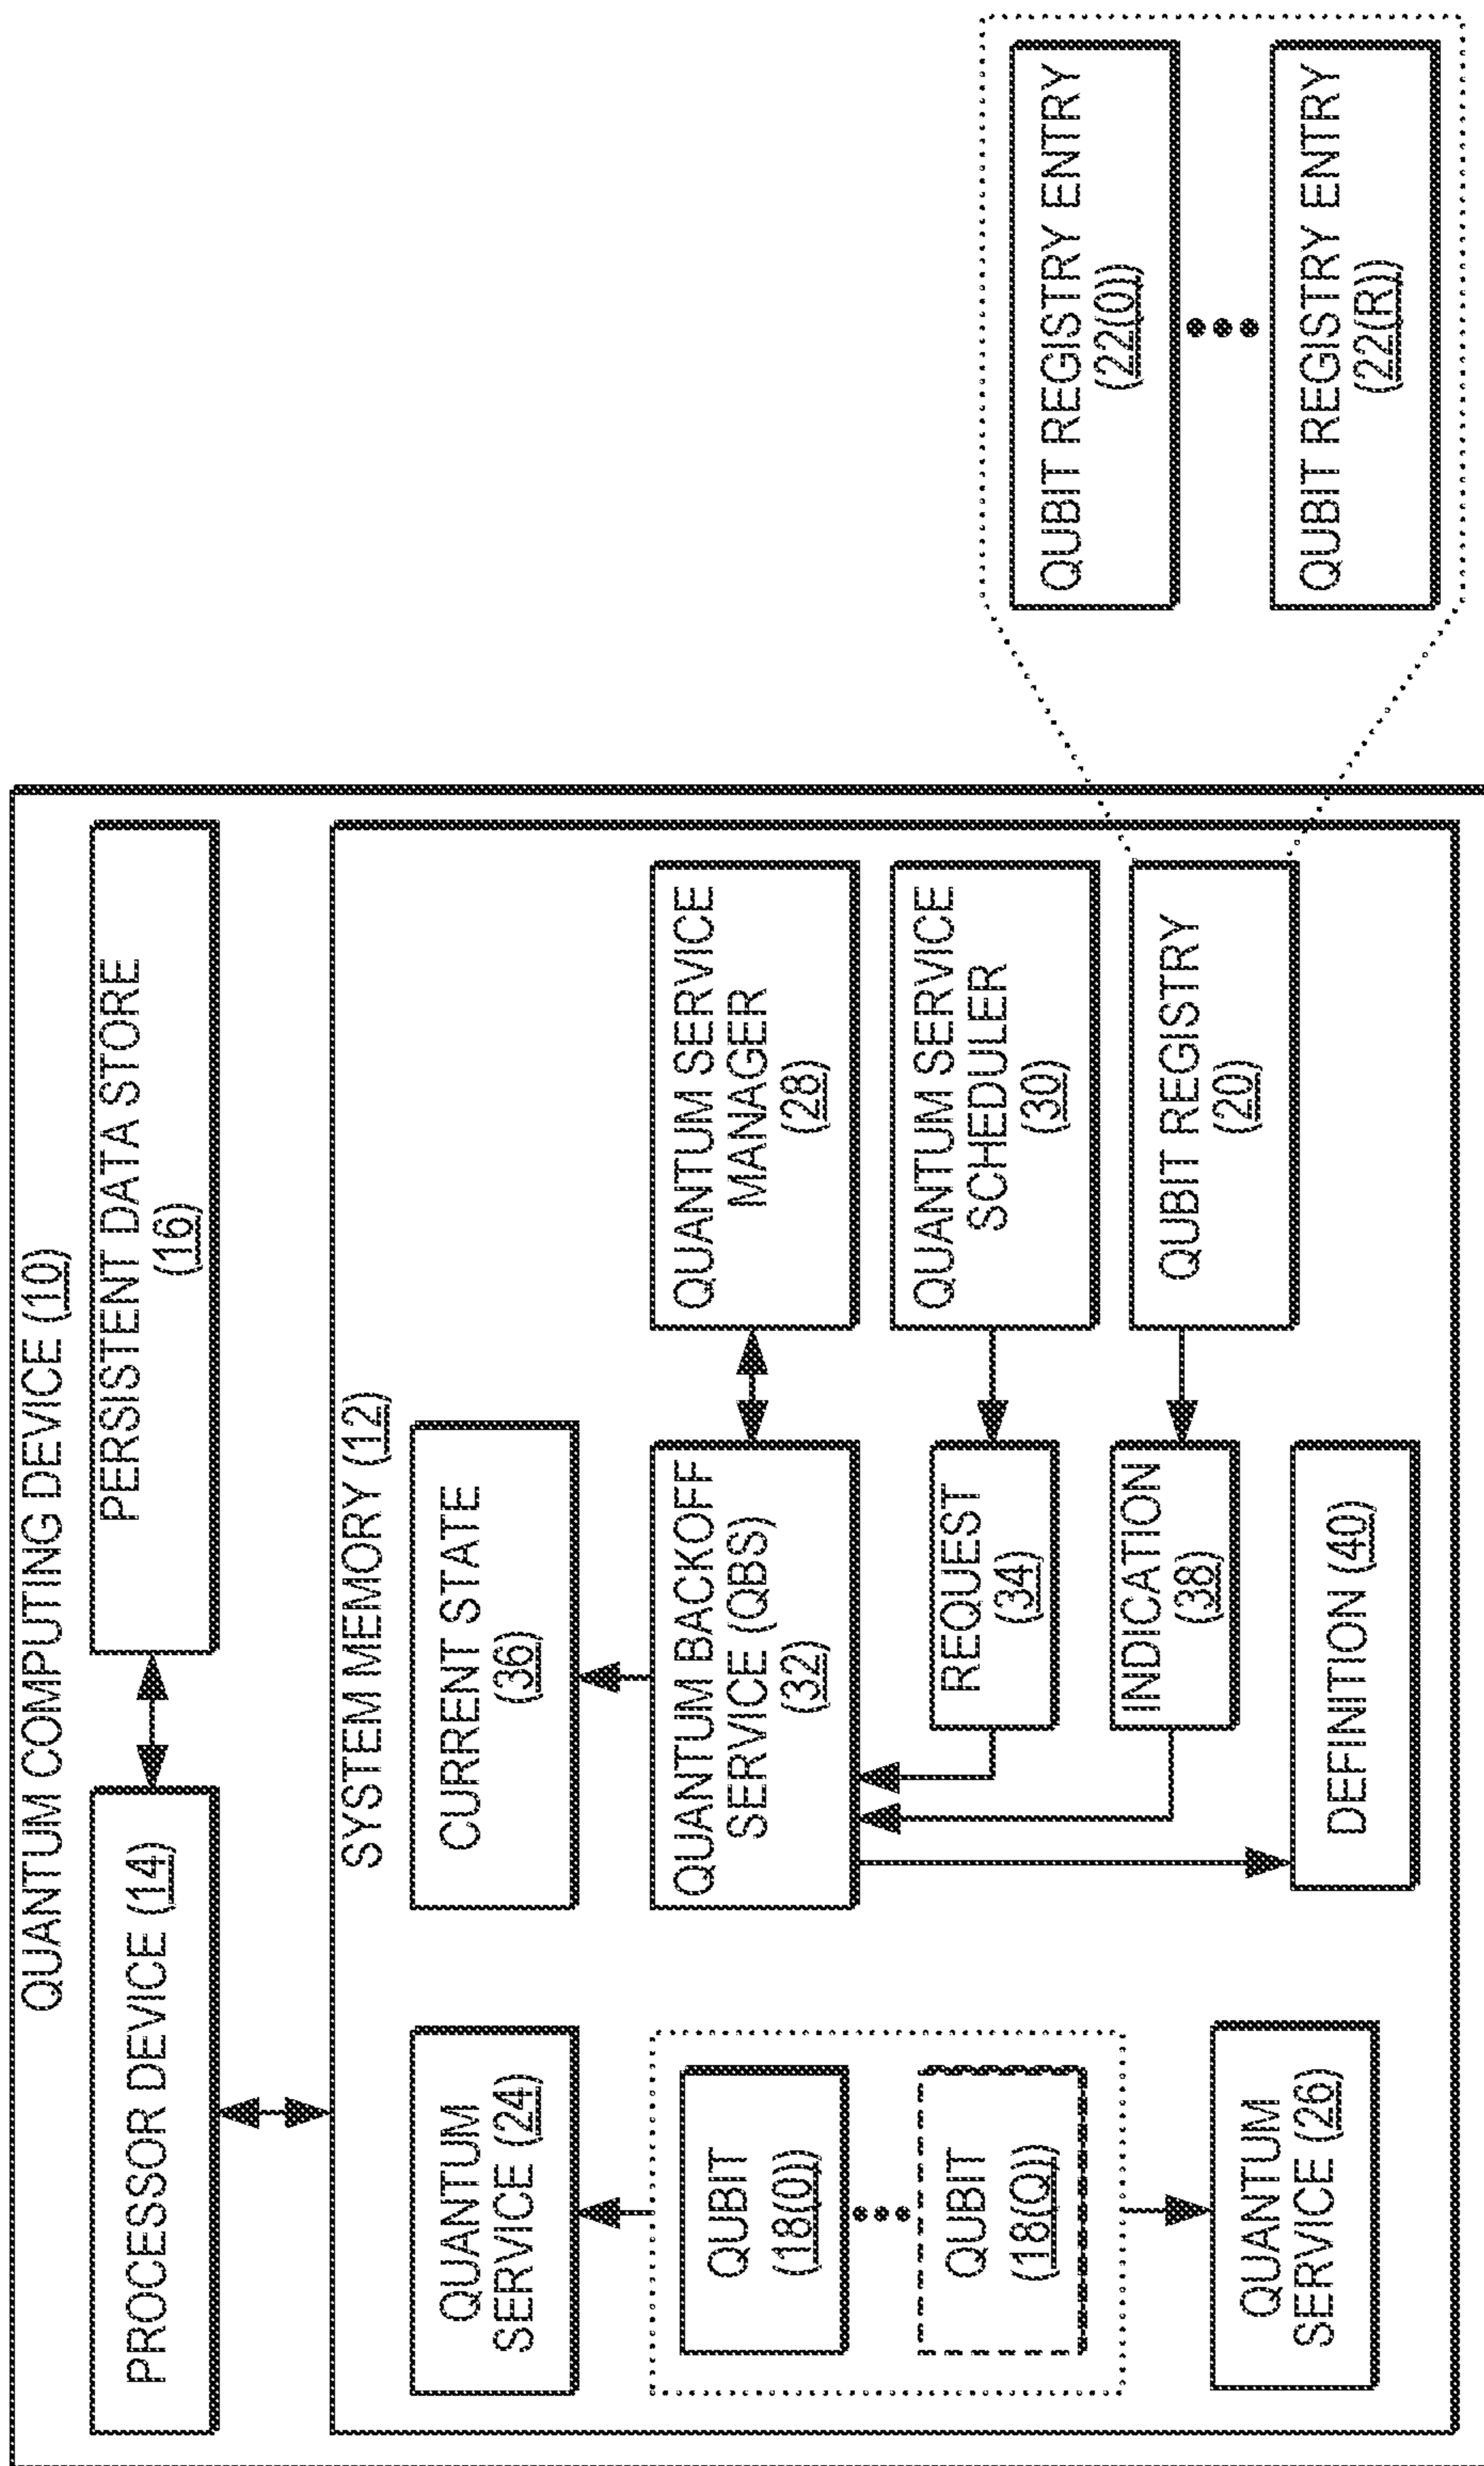 QUANTUM COMPUTING DEVICE (10)
PROCESSOR DEVICE (14)
PERSISTENT DATA STORE
(16)
SYSTEM MEMORY (12)
QUANTUM
SERVICE (24)
QUBIT
(18(0))
QUBIT
(18(Q))
QUANTUM
SERVICE (26)
CURRENT STATE
(36)
QUANTUM BACKOFF
SERVICE (QBS)
(32)
REQUEST
(34)
INDICATION
(38)
DEFINITION (40)
QUANTUM SERVICE
MANAGER
(28)
QUANTUM SERVICE
SCHEDULER
(30)
QUBIT REGISTRY
(20)
QUBIT REGISTRY ENTRY
(22(0))
QUBIT REGISTRY ENTRY
(22(R))